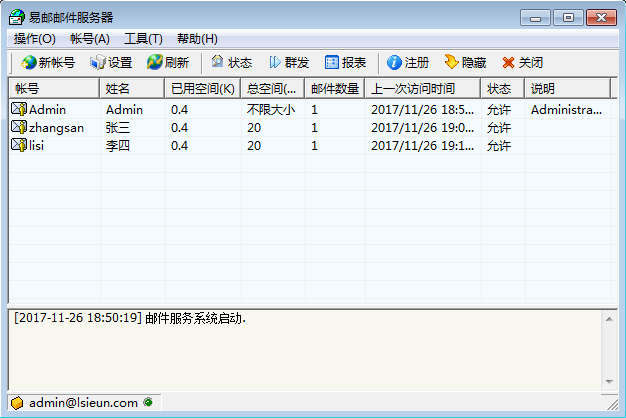 易邮邮件服务器
操作(O) 帐号(A) 工具(T) 帮助(H)
新帐号 设置 刷新 状态 群发 报表 注册 隐藏 关闭
帐号 姓名 已用空间(K) 总空间(... 邮件数量 上一次访问时间 状态 说明
Admin Admin 0.4 不限大小 1 2017/11/26 18:5... 允许 Administra...
zhangsan 张三 0.4 20 1 2017/11/26 19:0... 允许
lisi 李四 0.4 20 1 2017/11/26 19:1... 允许
[2017-11-26 18:50:19] 邮件服务系统启动.
admin@lsieun.com